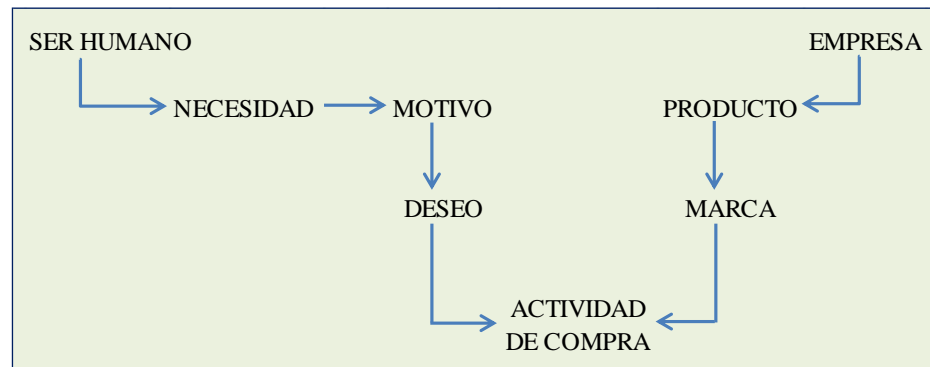 SER HUMANO
EMPRESA
NECESIDAD
MOTIVO
PRODUCTO
DESEO
MARCA
ACTIVIDAD
DE COMPRA